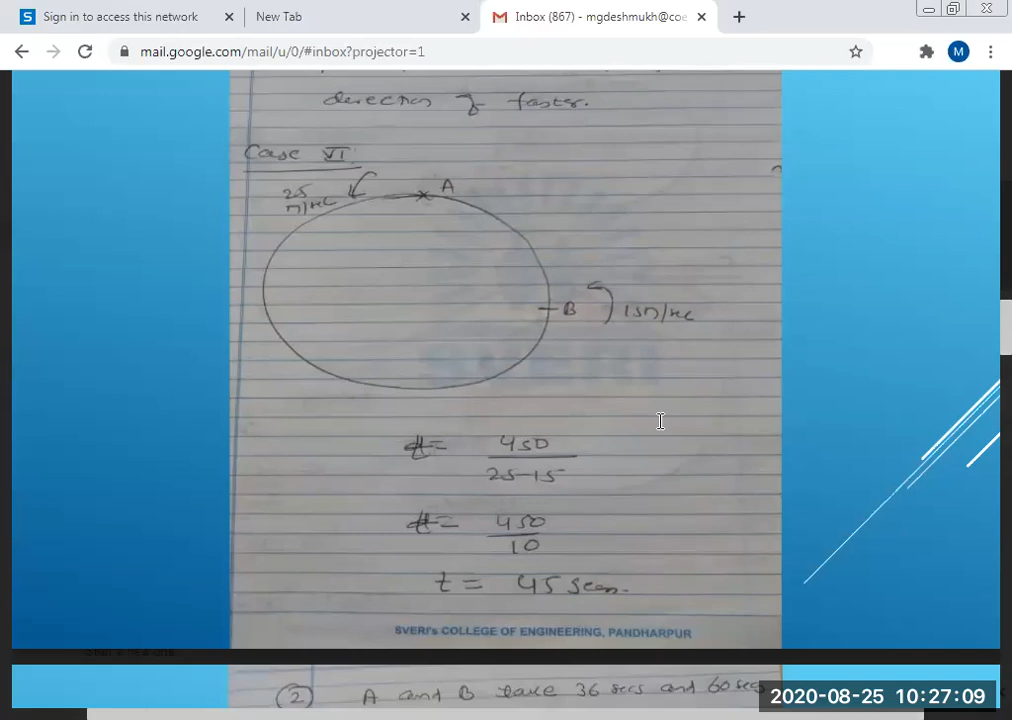 Sign in to access this network
New Tab
Inbox (867) - mgdeshmukh@coe
mail.google.com/mail/u/0/#inbox?projector=1
M
direction of faster.
Case VI
25
m/sec
A
B
15m/sec
t = 450
25-15
t = 450
10
t = 45 secs.
SVERI's COLLEGE OF ENGINEERING, PANDHARPUR
(2) A and B take 36 secs and 60 secs
2020-08-25 10:27:09